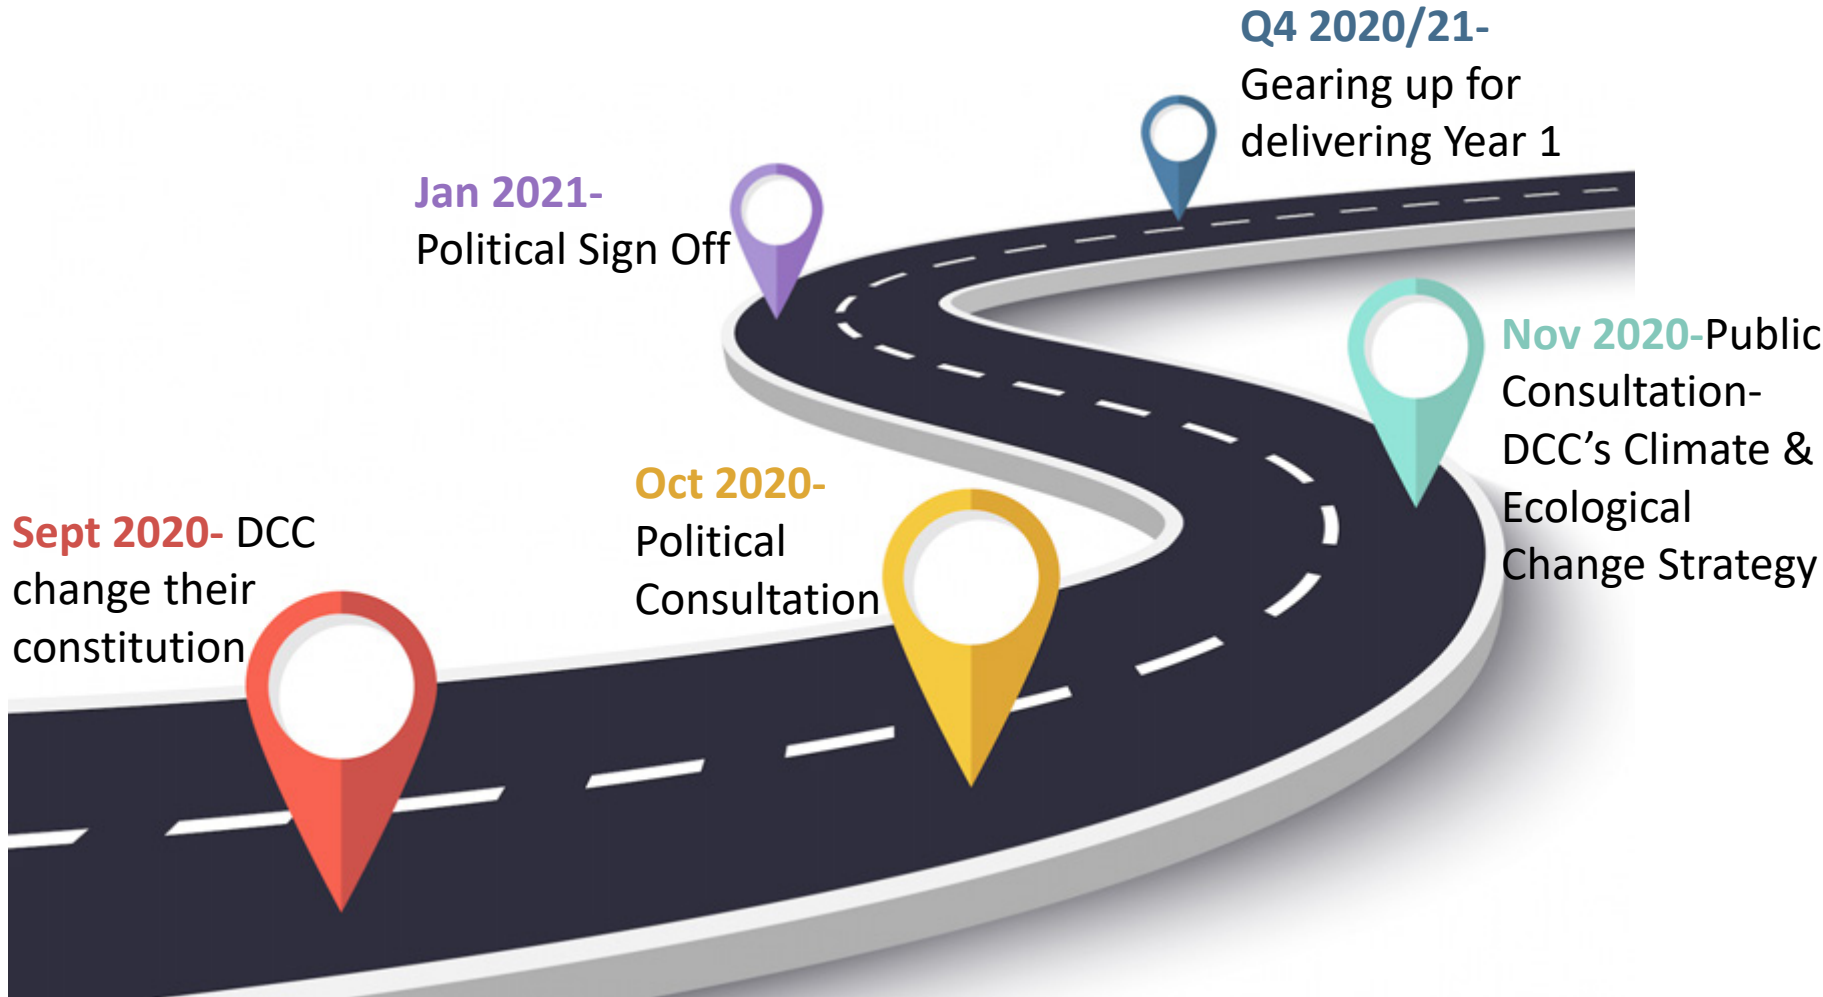 Q4 2020/21-
Gearing up for
delivering Year 1
Jan 2021-
Political Sign Off
Nov 2020-Public
Consultation-
DCC’s Climate &
Ecological
Change Strategy
Oct 2020-
Political
Consultation
Sept 2020- DCC
change their
constitution